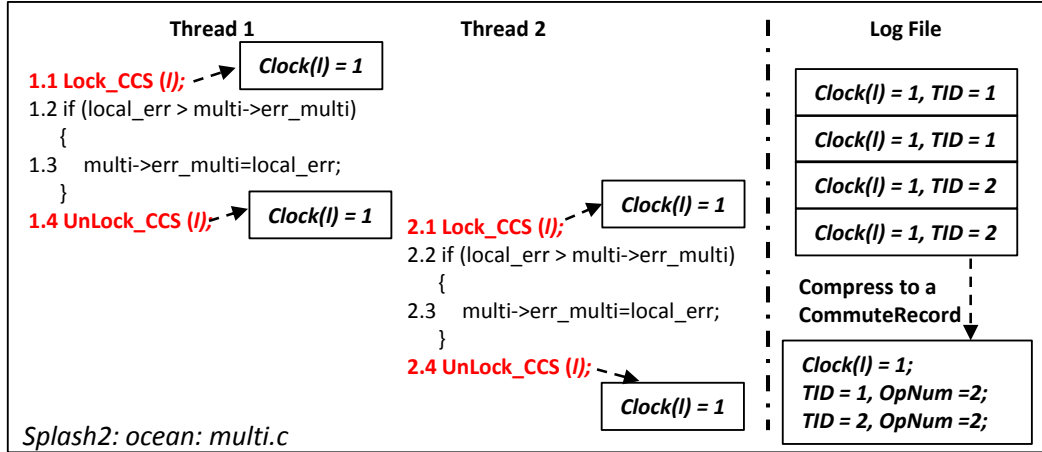 Thread 1
Clock(l) = 1
1.1 Lock_CCS (l);
1.2 if (local_err > multi->err_multi)
{
1.3 multi->err_multi=local_err;
}
1.4 UnLock_CCS (l);
Clock(l) = 1
Thread 2
Clock(l) = 1
2.1 Lock_CCS (l);
2.2 if (local_err > multi->err_multi)
{
2.3 multi->err_multi=local_err;
}
2.4 UnLock_CCS (l);
Clock(l) = 1
Log File
Clock(l) = 1, TID = 1
Clock(l) = 1, TID = 1
Clock(l) = 1, TID = 2
Clock(l) = 1, TID = 2
Compress to a
CommuteRecord
Clock(l) = 1;
TID = 1, OpNum =2;
TID = 2, OpNum =2;
Splash2: ocean: multi.c